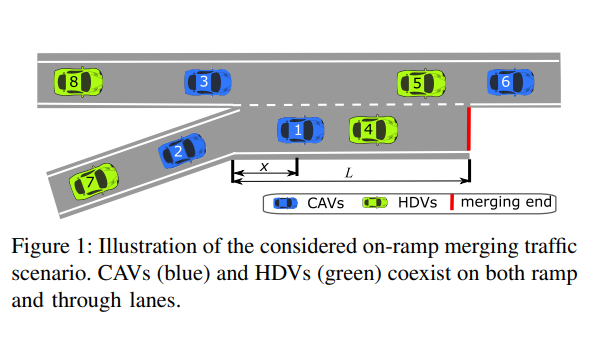 8
3
5
6
1
4
2
7
x
L
CAVs HDVs merging end
Figure 1: Illustration of the considered on-ramp merging traffic
scenario. CAVs (blue) and HDVs (green) coexist on both ramp
and through lanes.